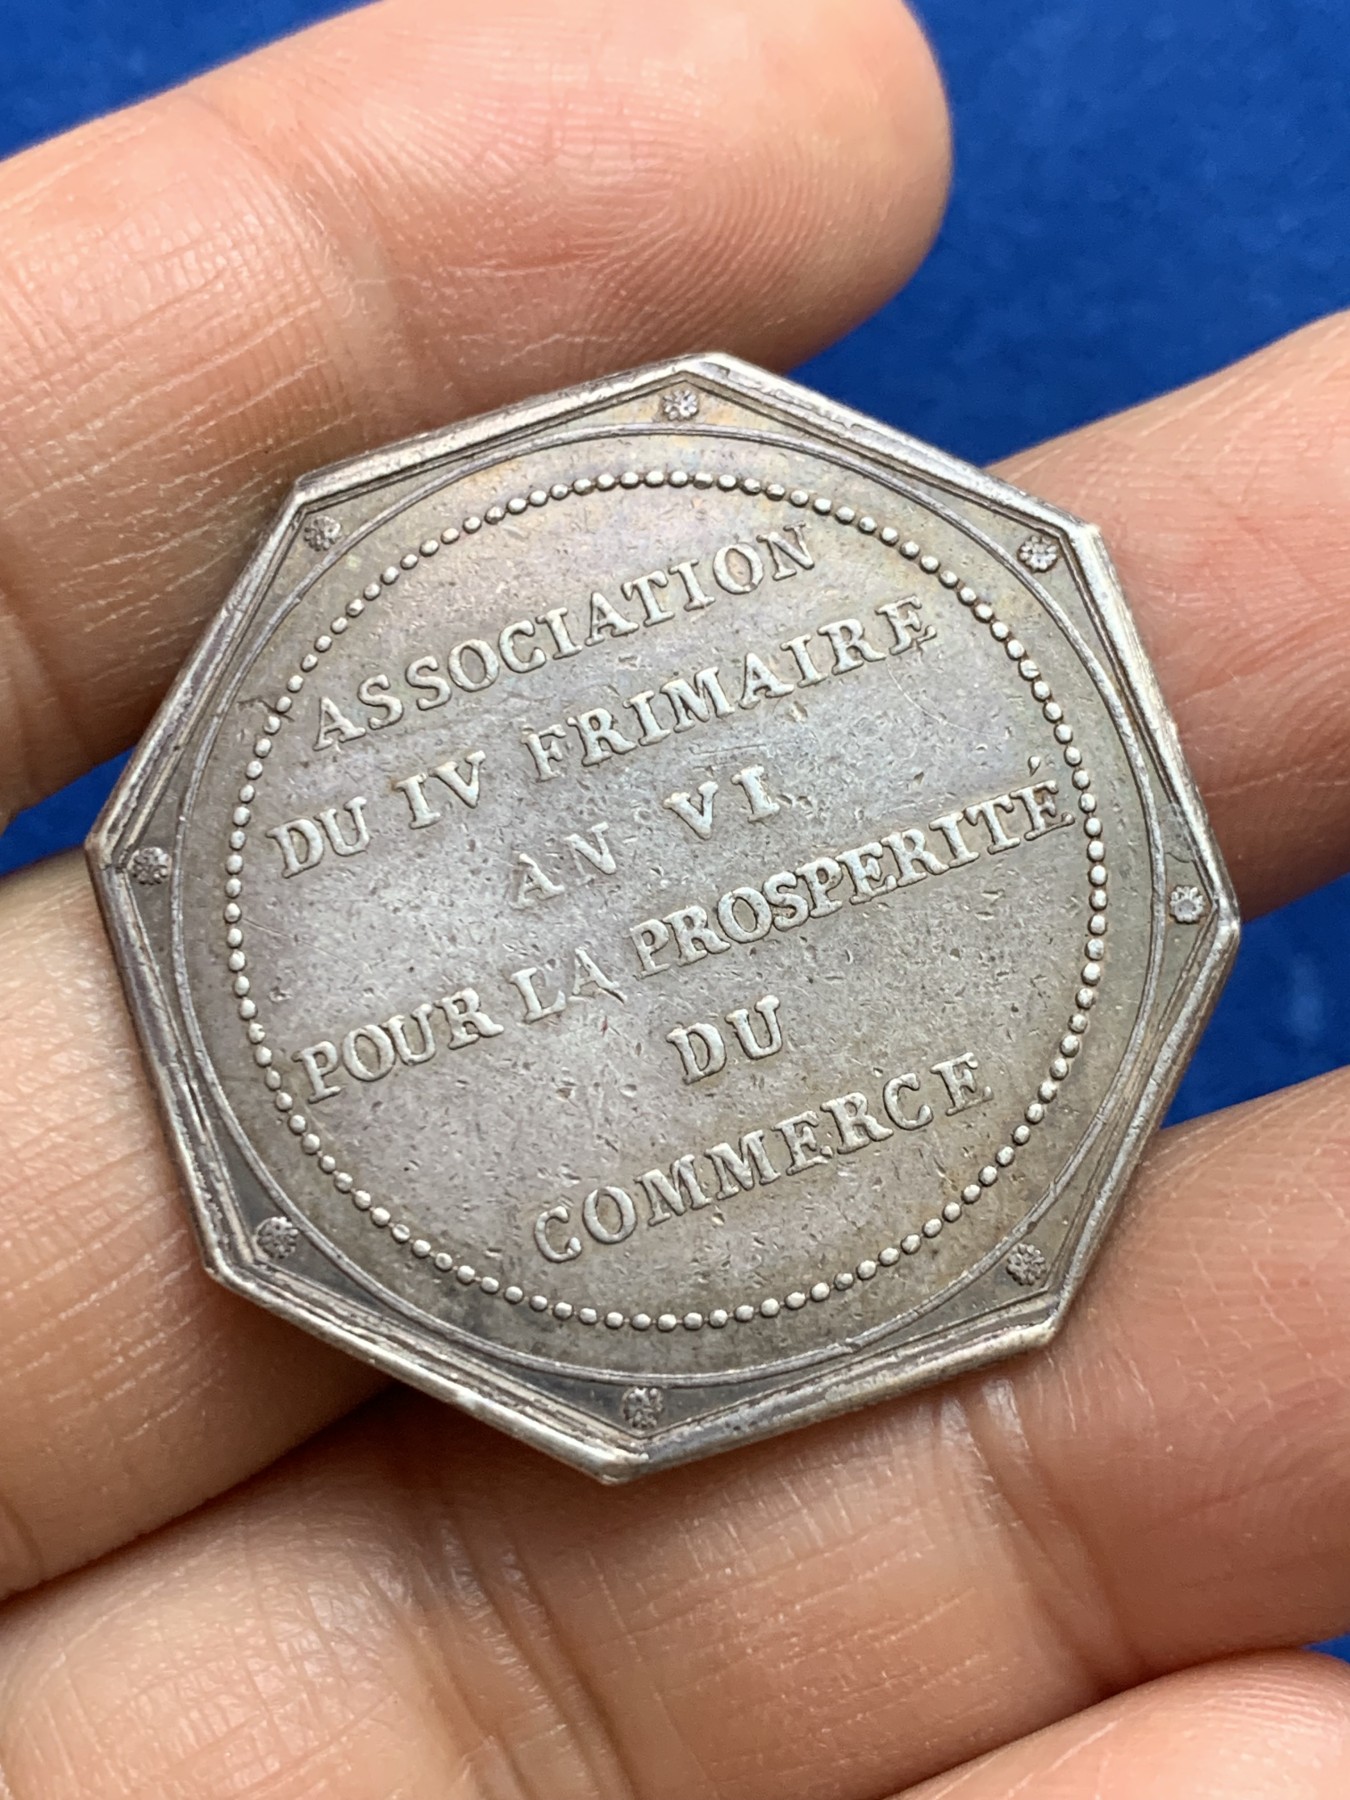 ASSOCIATION
DU IV FRIMAIRE
AN VI
POUR LA PROSPERITÉ
DU
COMMERCE